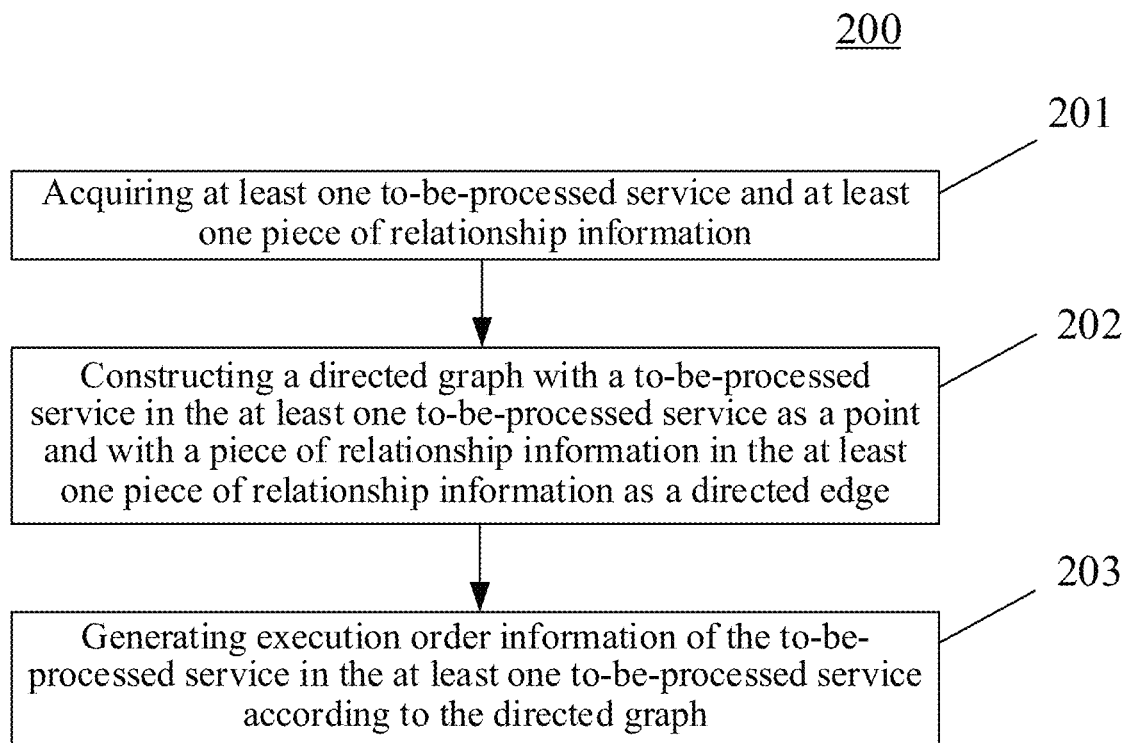 200
201
Acquiring at least one to-be-processed service and at least
one piece of relationship information
202
Constructing a directed graph with a to-be-processed
service in the at least one to-be-processed service as a point
and with a piece of relationship information in the at least
one piece of relationship information as a directed edge
203
Generating execution order information of the to-be-
processed service in the at least one to-be-processed service
according to the directed graph